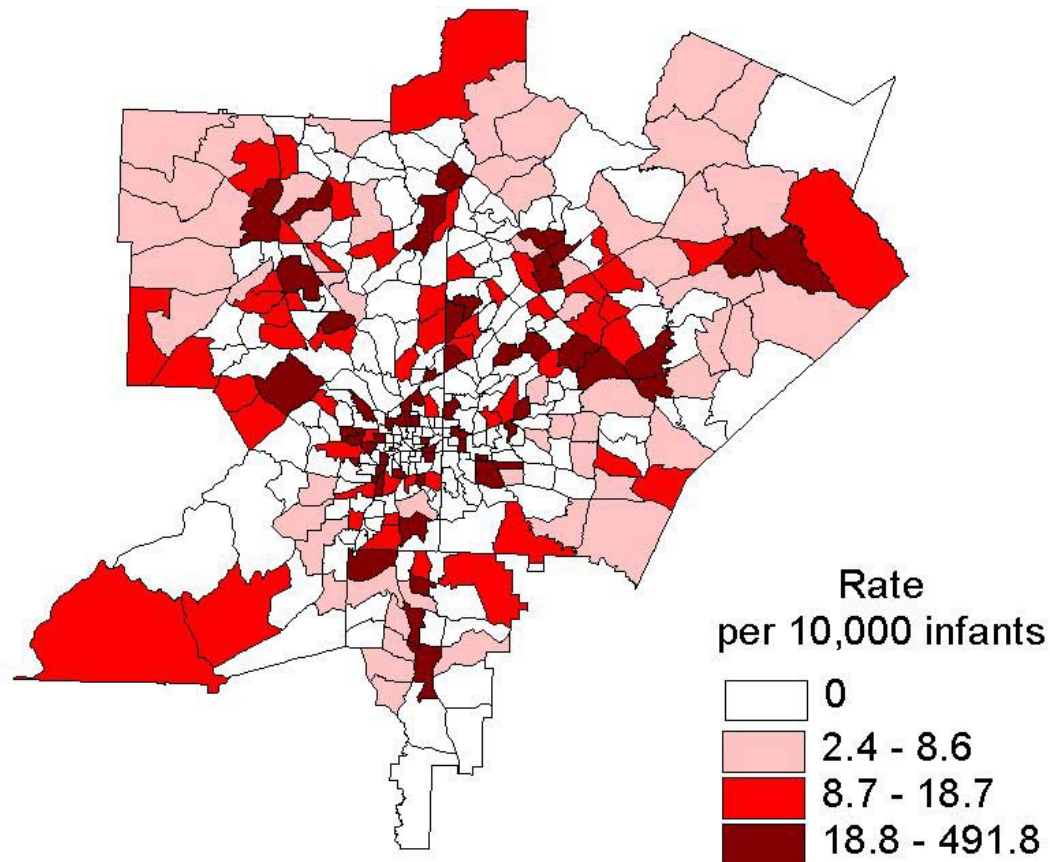 Rate
per 10,000 infants
0
2.4 - 8.6
8.7 - 18.7
18.8 - 491.8